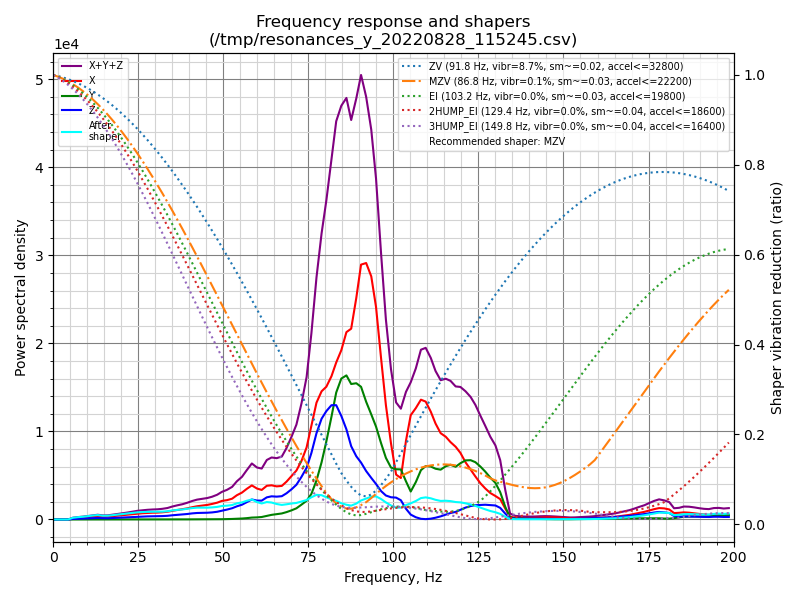 Frequency response and shapers
(/tmp/resonances_y_20220828_115245.csv)
1e4
X+Y+Z
X
Y
Z
After
shaper
ZV (91.8 Hz, vibr=8.7%, sm~=0.02, accel<=32800)
MZV (86.8 Hz, vibr=0.1%, sm~=0.03, accel<=22200)
EI (103.2 Hz, vibr=0.0%, sm~=0.03, accel<=19800)
2HUMP_EI (129.4 Hz, vibr=0.0%, sm~=0.04, accel<=18600)
3HUMP_EI (149.8 Hz, vibr=0.0%, sm~=0.04, accel<=16400)
Recommended shaper: MZV
5
4
3
2
1
0
Power spectral density
1.0
0.8
0.6
0.4
0.2
0.0
Shaper vibration reduction (ratio)
0 25 50 75 100 125 150 175 200
Frequency, Hz